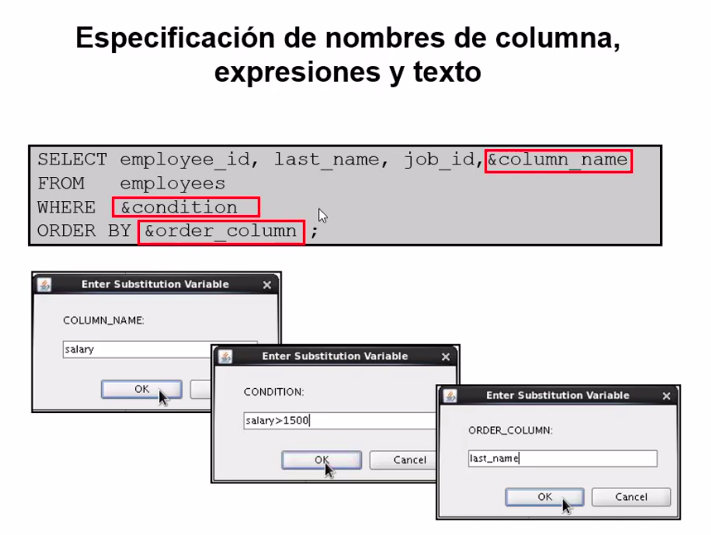 Especificación de nombres de columna,
expresiones y texto
SELECT employee_id, last_name, job_id,&column_name
FROM employees
WHERE &condition
ORDER BY &order_column ;
Enter Substitution Variable
COLUMN_NAME:
salary
OK
Enter Substitution Variable
CONDITION:
salary>1500
OK Cancel
Enter Substitution Variable
ORDER_COLUMN:
last_name
OK Cancel